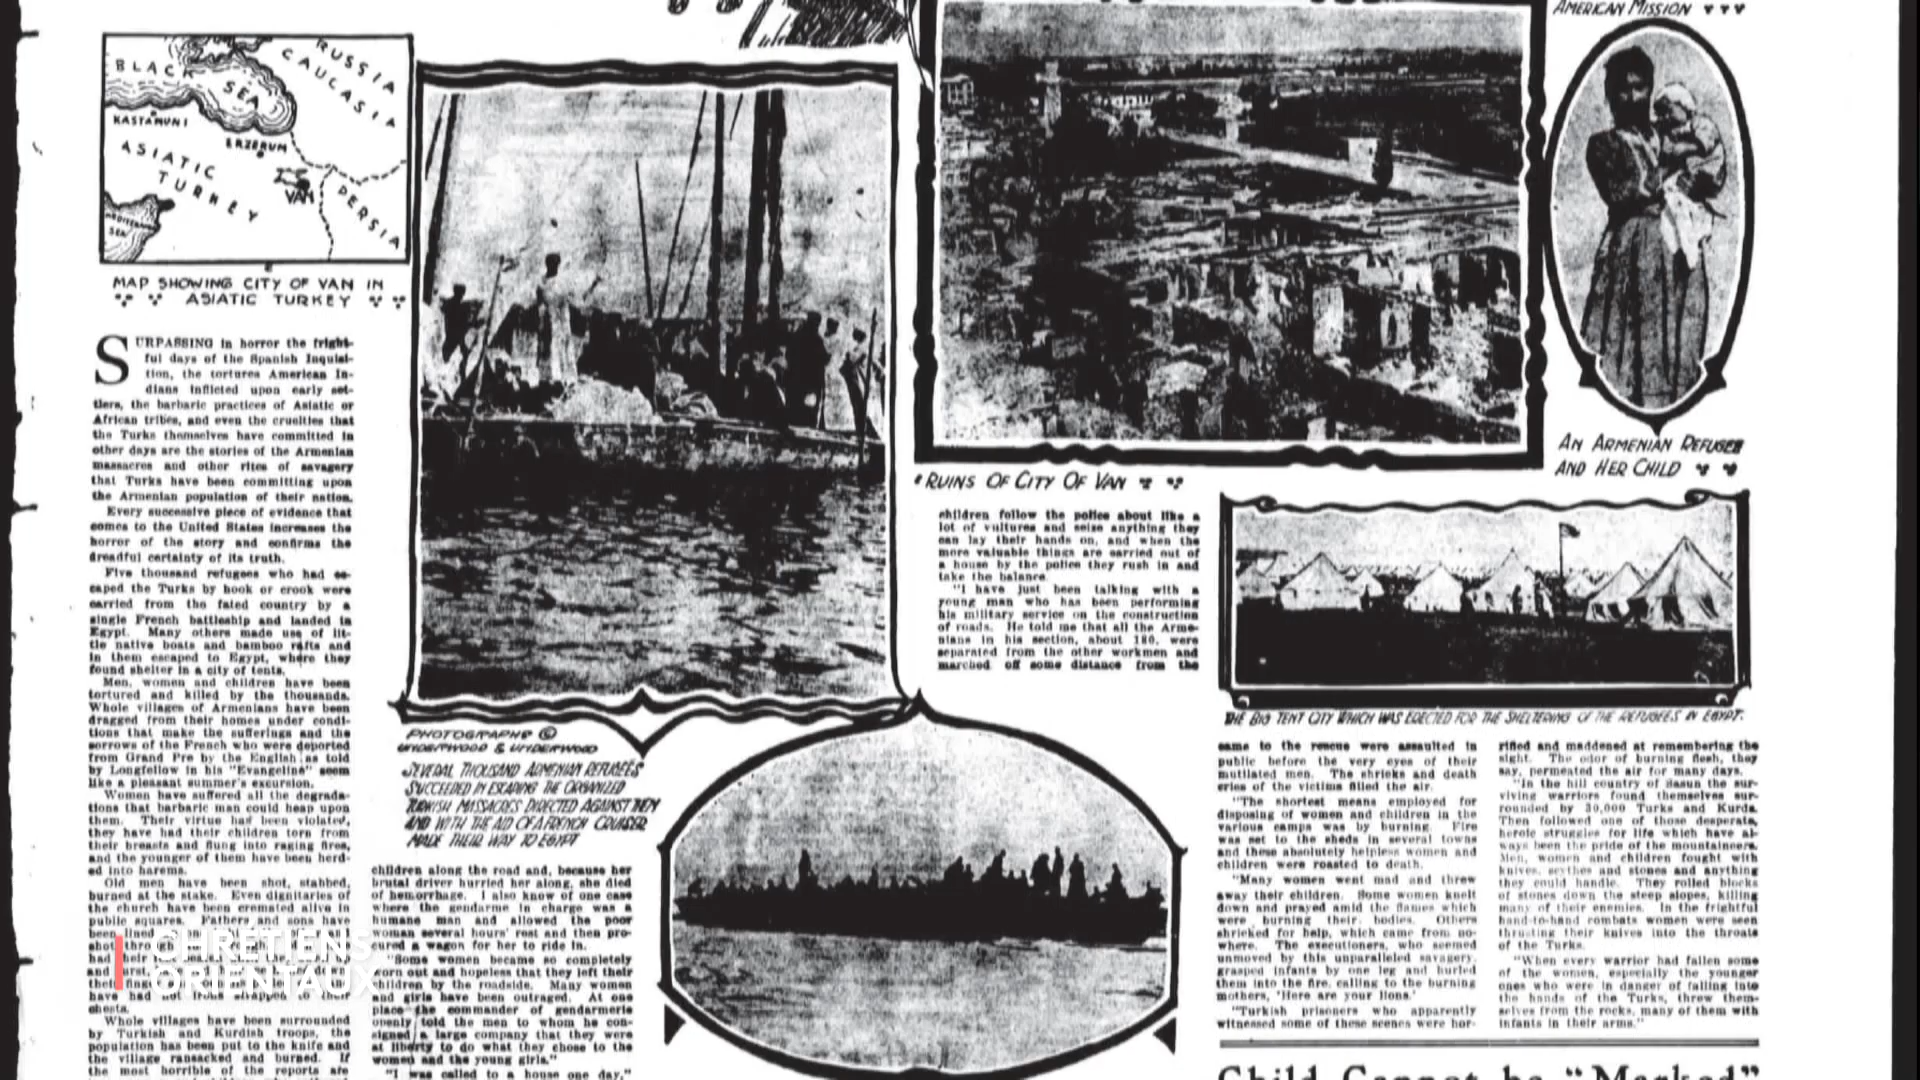 AMERICAN MISSION
BLACK SEA
RUSSIA
CAUCASIA
KASTAMUNI
ERZERUM
ASIATIC
TURKEY
VAN
PERSIA
MEDITERRANEAN
SEA
MAP SHOWING CITY OF VAN IN
ASIATIC TURKEY
SURPASSING in horror the fright-
ful days of the Spanish Inquisi-
tion, the tortures American In-
dians inflicted upon early set-
tlers, the barbaric practices of Asiatic or
African tribes, and even the cruelties that
the Turks themselves have committed in
other days are the stories of the Armenian
massacres and other rites of savagery
that Turks have been committing upon
the Armenian population of their nation.
Every successive piece of evidence that
comes to the United States increases the
horror of the story and confirms the
dreadful certainty of its truth.
Five thousand refugees who had es-
caped the Turks by hook or crook were
carried from the fated country by a
single French battleship and landed in
Egypt. Many others made use of lit-
tle native boats and bamboo rafts and
in them escaped to Egypt, where they
found shelter in a city of tents.
Men, women and children have been
tortured and killed by the thousands.
Whole villages of Armenians have been
dragged from their homes under condi-
tions that make the sufferings and the
sorrows of the French who were deported
from Grand Pre by the English as told
by Longfellow in his "Evangeline" seem
like a pleasant summer's excursion.
Women have suffered all the degrada-
tions that barbaric man could heap upon
them. Their virtue has been violated,
they have had their children torn from
their breasts and flung into raging fires,
and the younger of them have been herd-
ed into harems.
Old men have been shot, stabbed,
burned at the stake. Even dignitaries of
the church have been cremated alive in
public squares. Fathers and sons have
been lined
shot
had their
and
have had not irons strapped to their
chests.
Whole villages have been surrounded
by Turkish and Kurdish troops, the
population has been put to the knife and
the village ransacked and burned. If
the most horrible of the reports are
CHRÉTIENS
ORIENTAUX
PHOTOGRAPHS ©
UNDERWOOD & UNDERWOOD
SEVERAL THOUSAND ARMENIAN REFUGEES
SUCCEEDED IN ESCAPING THE ORGANIZED
TURKISH MASSACRES DIRECTED AGAINST THEM
AND WITH THE AID OF A FRENCH CRUISER
MADE THEIR WAY TO EGYPT
children along the road and, because her
brutal driver hurried her along, she died
of hemorrhage. I also know of one case
where the gendarme in charge was a
humane man and allowed the poor
woman several hours' rest and then pro-
cured a wagon for her to ride in.
"Some women became so completely
worn out and hopeless that they left their
children by the roadside. Many women
and girls have been outraged. At one
place the commander of gendarmerie
openly told the men to whom he con-
signed a large company that they were
at liberty to do what they chose to the
women and the young girls."
"I was called to a house one day,"
RUINS OF CITY OF VAN
children follow the police about like a
lot of vultures and seize anything they
can lay their hands on, and when the
more valuable things are carried out of
a house by the police they rush in and
take the balance.
"I have just been talking with a
young man who has been performing
his military service on the construction
of roads. He told me that all the Arme-
nians in his section, about 180, were
separated from the other workmen and
marched off some distance from the
AN ARMENIAN REFUGEE
AND HER CHILD
THE BIG TENT CITY WHICH WAS ERECTED FOR THE SHELTERING OF THE REFUGEES IN EGYPT.
came to the rescue were assaulted in
public before the very eyes of their
mutilated men. The shrieks and death
cries of the victims filled the air.
"The shortest means employed for
disposing of women and children in the
various camps was by burning. Fire
was set to the sheds in several towns
and these absolutely helpless women and
children were roasted to death.
"Many women went mad and threw
away their children. Some women knelt
down and prayed amid the flames which
were burning their bodies. Others
shrieked for help, which came from no-
where. The executioners, who seemed
unmoved by this unparalleled savagery,
grasped infants by one leg and hurled
them into the fire, calling to the burning
mothers, 'Here are your lions.'
"Turkish prisoners who apparently
witnessed some of these scenes were hor-
rified and maddened at remembering the
sight. The odor of burning flesh, they
say, permeated the air for many days.
"In the hill country of Sasun the sur-
viving warriors found themselves sur-
rounded by 30,000 Turks and Kurds.
Then followed one of those desperate,
heroic struggles for life which have al-
ways been the pride of the mountaineers.
Men, women and children fought with
knives, scythes and stones and anything
they could handle. They rolled blocks
of stones down the steep slopes, killing
many of their enemies. In the frightful
hand-to-hand combats women were seen
thrusting their knives into the throats
of the Turks.
"When every warrior had fallen some
of the women, especially the younger
ones who were in danger of falling into
the hands of the Turks, threw them-
selves from the rocks, many of them with
infants in their arms."
Child Cannot be "Marked"